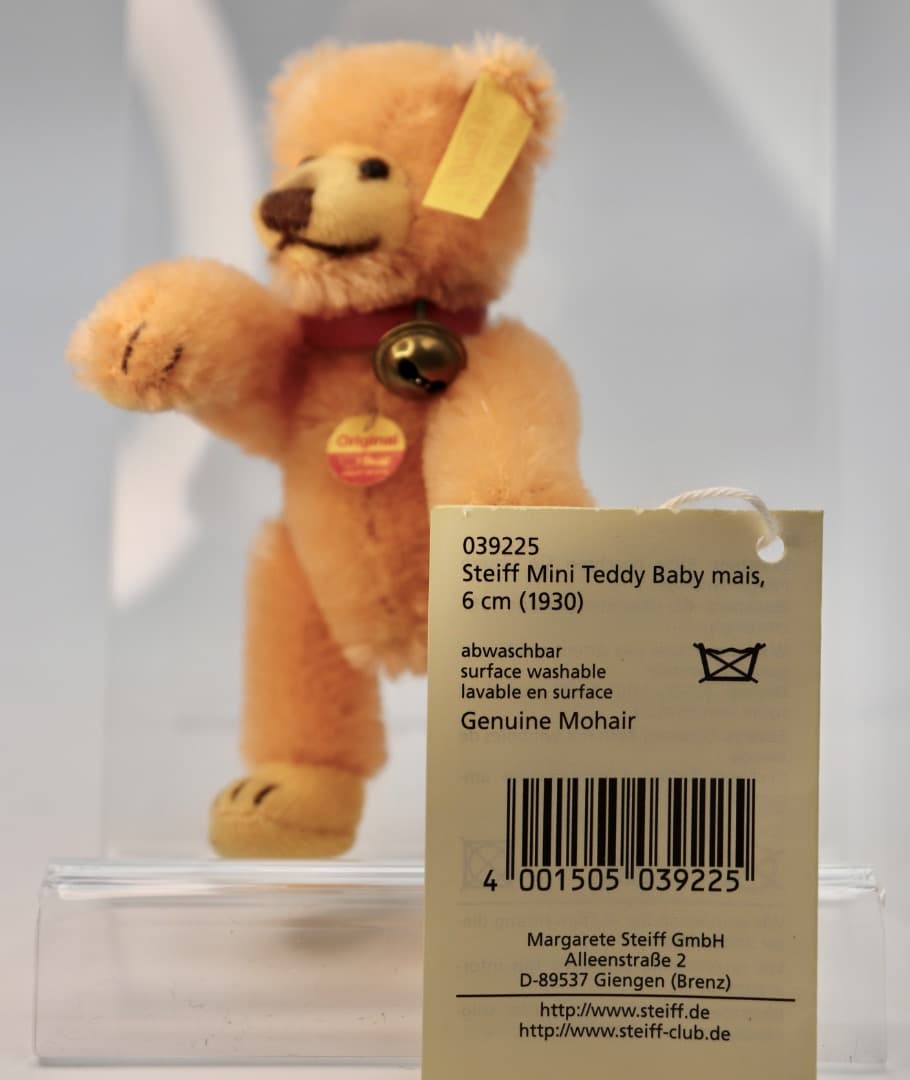 Original
039225
Steiff Mini Teddy Baby mais,
6 cm (1930)
abwaschbar
surface washable
lavable en surface
Genuine Mohair
4 001505 039225
Margarete Steiff GmbH
Alleenstraße 2
D-89537 Giengen (Brenz)
http://www.steiff.de
http://www.steiff-club.de